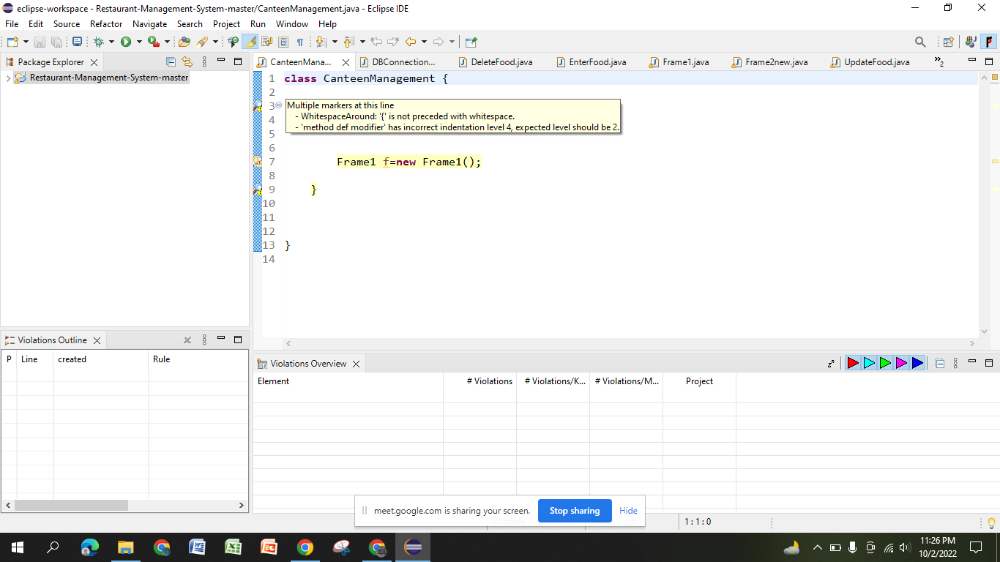 eclipse-workspace - Restaurant-Management-System-master/CanteenManagement.java - Eclipse IDE
File Edit Source Refactor Navigate Search Project Run Window Help
Package Explorer
CanteenMana... DBConnection... DeleteFood.java EnterFood.java Frame1.java Frame2new.java UpdateFood.java »2
Restaurant-Management-System-master
1 class CanteenManagement {
2
3
Multiple markers at this line
- WhitespaceAround: '{' is not preceded with whitespace.
- 'method def modifier' has incorrect indentation level 4, expected level should be 2.
4
5
6
7 Frame1 f=new Frame1();
8
9 }
10
11
12
13 }
14
Violations Outline
P Line created Rule
Violations Overview
Element # Violations # Violations/K... # Violations/M... Project
meet.google.com is sharing your screen. Stop sharing Hide
1:1:0
11:26 PM
10/2/2022